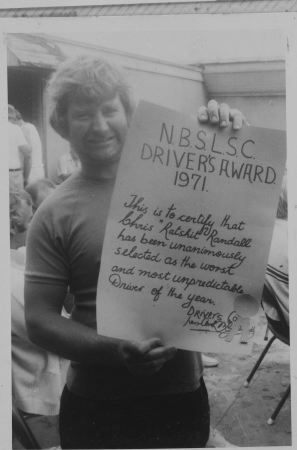 N.B.S.L.S.C.
DRIVER'S AWARD
1971.
This is to certify that
Chris "Ratshit" Randall
has been unanimously
selected as the worst
and most unpredictable
Driver of the year.
DRIVERS